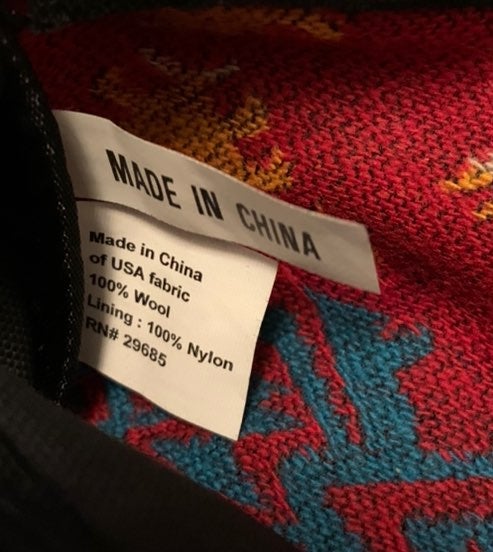 MADE IN CHINA
Made in China
of USA fabric
100% Wool
Lining : 100% Nylon
RN# 29685